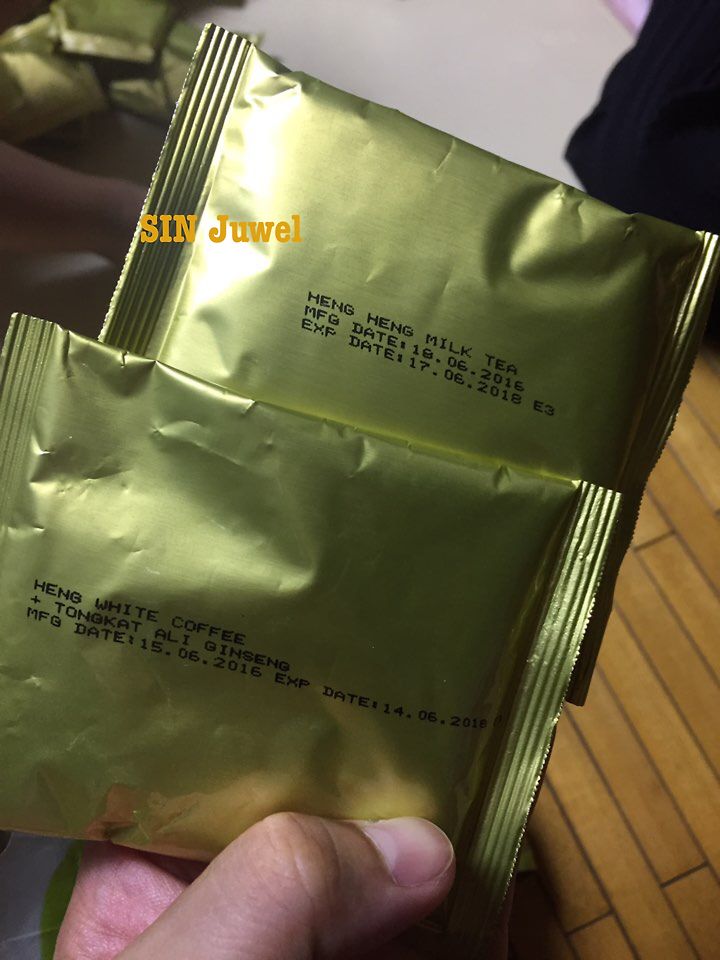 SIN Juwel
HENG HENG MILK TEA
MFG DATE:18.06.2016
EXP DATE:17.06.2018 E3
HENG WHITE COFFEE
+ TONGKAT ALI GINSENG
MFG DATE:15.06.2016 EXP DATE:14.06.2018